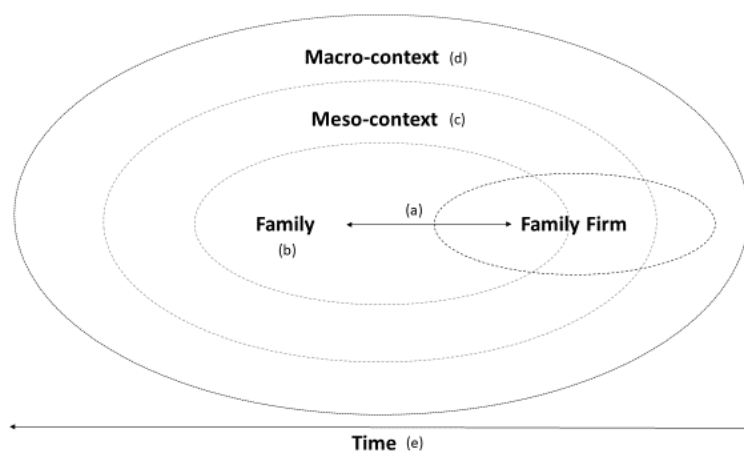 Macro-context (d)
Meso-context (c)
(a)
Family Family Firm
(b)
Time (e)